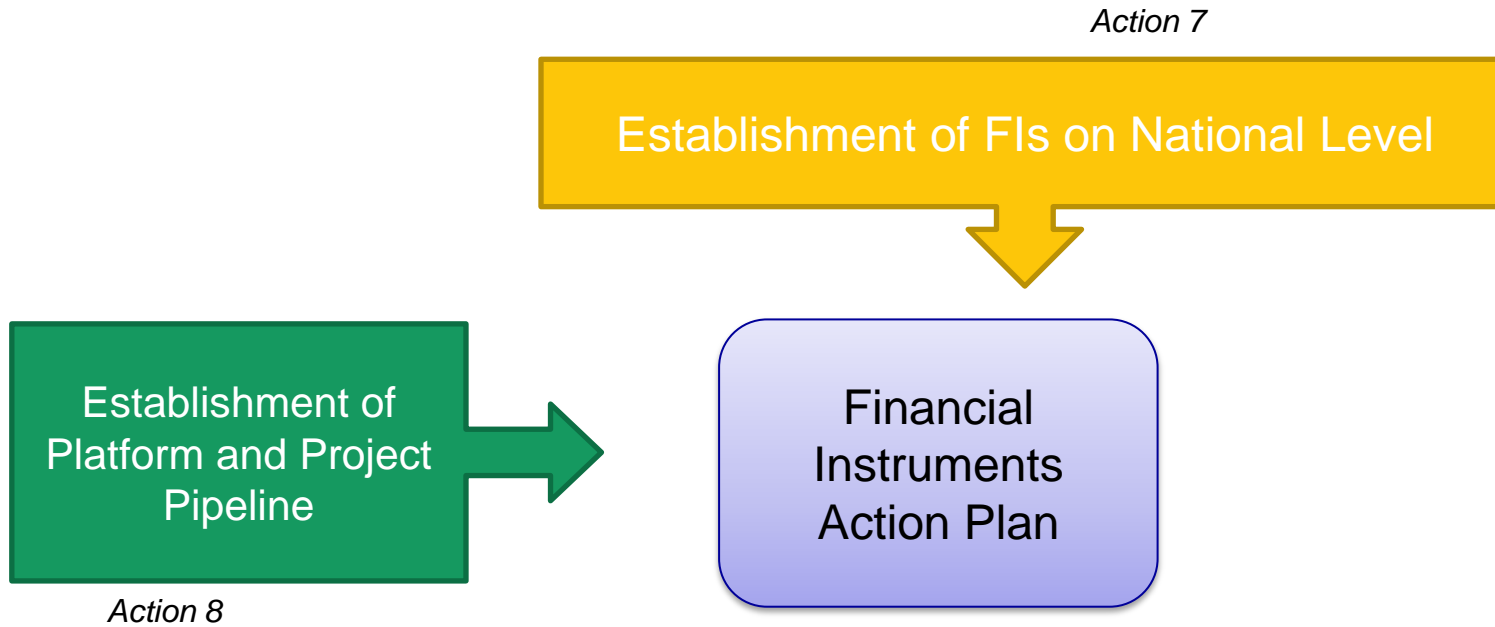 Action 7
Establishment of FIs on National Level
Establishment of
Platform and Project
Pipeline
Financial
Instruments
Action Plan
Action 8